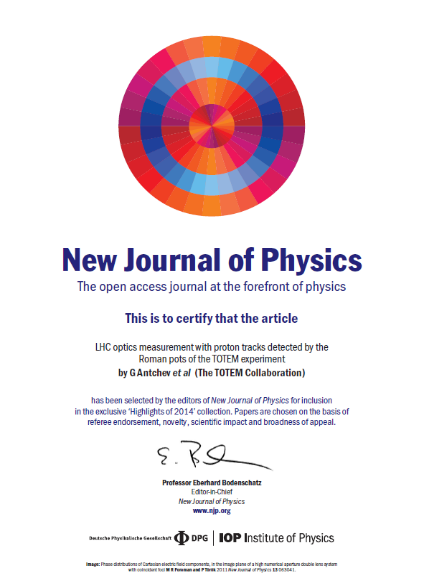 New Journal of Physics
The open access journal at the forefront of physics
This is to certify that the article
LHC optics measurement with proton tracks detected by the
Roman pots of the TOTEM experiment
by G Antchev et al (The TOTEM Collaboration)
has been selected by the editors of New Journal of Physics for inclusion
in the exclusive 'Highlights of 2014' collection. Papers are chosen on the basis of
referee endorsement, novelty, scientific impact and broadness of appeal.
E. B
Professor Eberhard Bodenschatz
Editor-in-Chief
New Journal of Physics
www.njp.org
Deutsche Physikalische Gesellschaft DPG IOP Institute of Physics
Image: Phase distributions of Cartesian electric field components, in the image plane of a high numerical aperture double lens system
with coincident foci M R Foreman and P Török 2011 New Journal of Physics 13 063041.